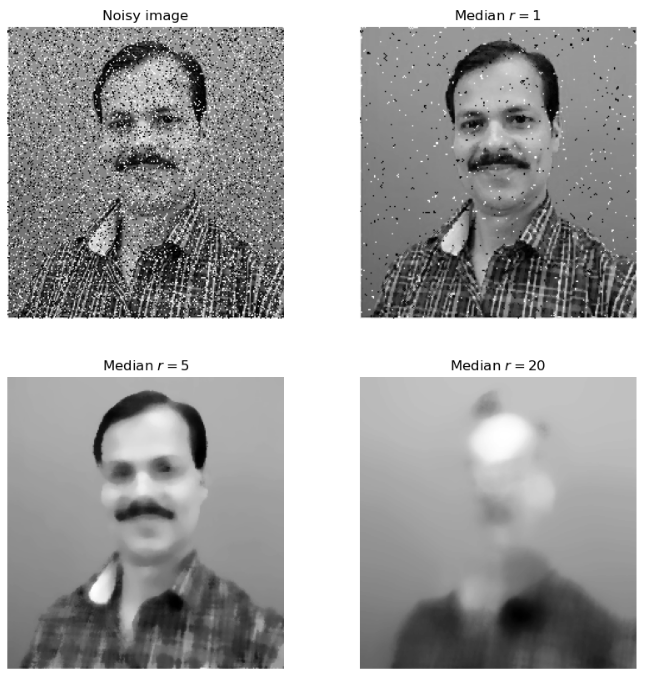 Noisy image
Median r = 1
Median r = 5
Median r = 20